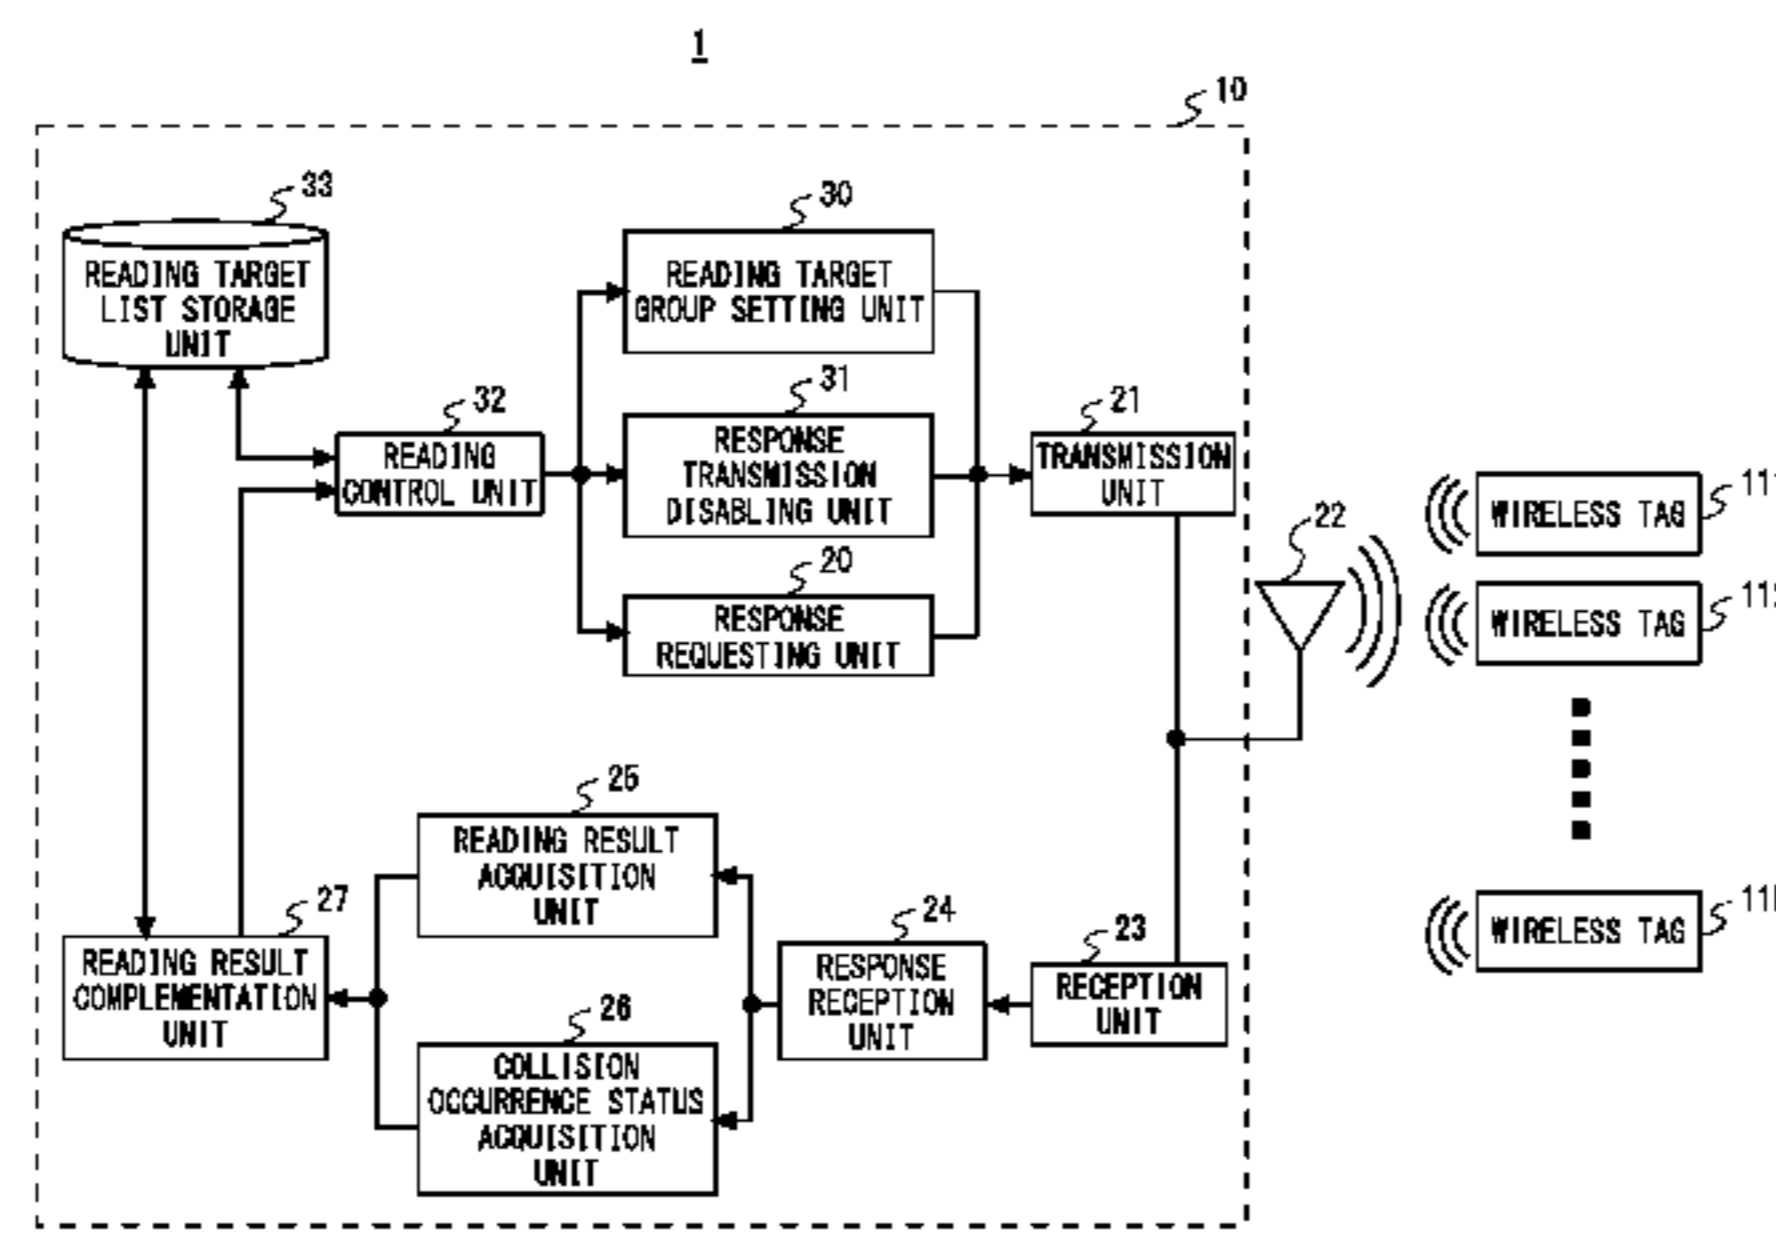 1
10
33
READING TARGET
LIST STORAGE
UNIT
30
READING TARGET
GROUP SETTING UNIT
31
RESPONSE
TRANSMISSION
DISABLING UNIT
32
READING
CONTROL UNIT
20
RESPONSE
REQUESTING UNIT
21
TRANSMISSION
UNIT
22
WIRELESS TAG
WIRELESS TAG
WIRELESS TAG
25
READING RESULT
ACQUISITION
UNIT
26
COLLISION
OCCURRENCE STATUS
ACQUISITION
UNIT
27
READING RESULT
COMPLEMENTATION
UNIT
24
RESPONSE
RECEPTION
UNIT
23
RECEPTION
UNIT